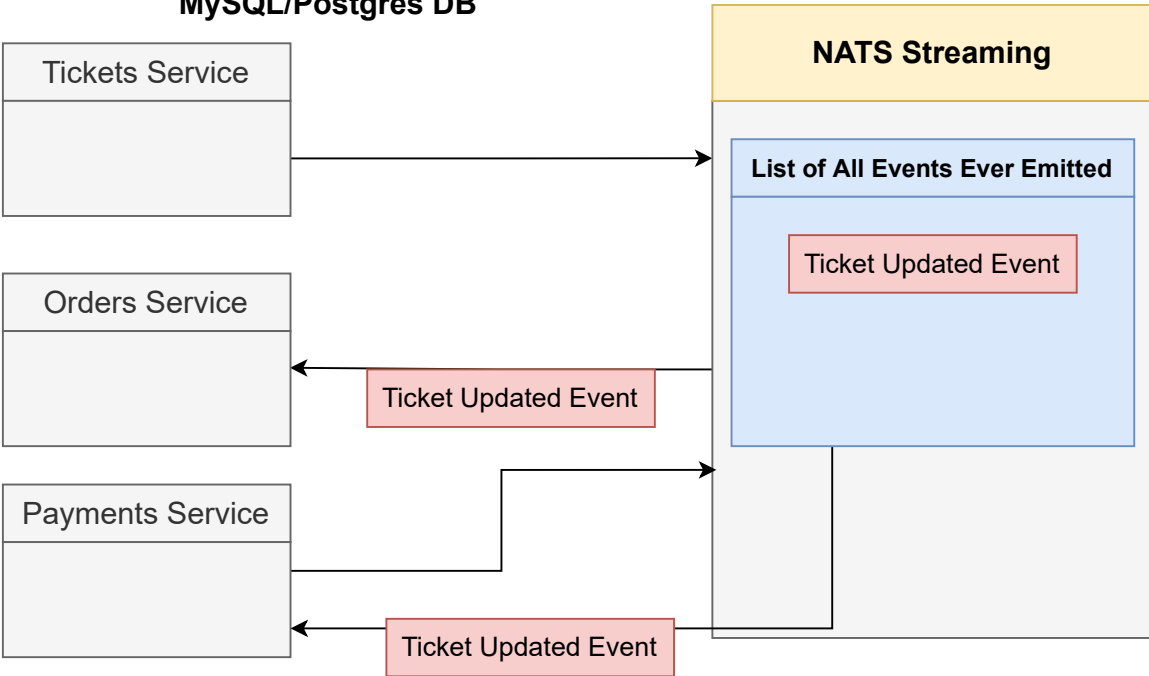 MySQL/Postgres DB
NATS Streaming
Tickets Service
List of All Events Ever Emitted
Ticket Updated Event
Orders Service
Ticket Updated Event
Payments Service
Ticket Updated Event